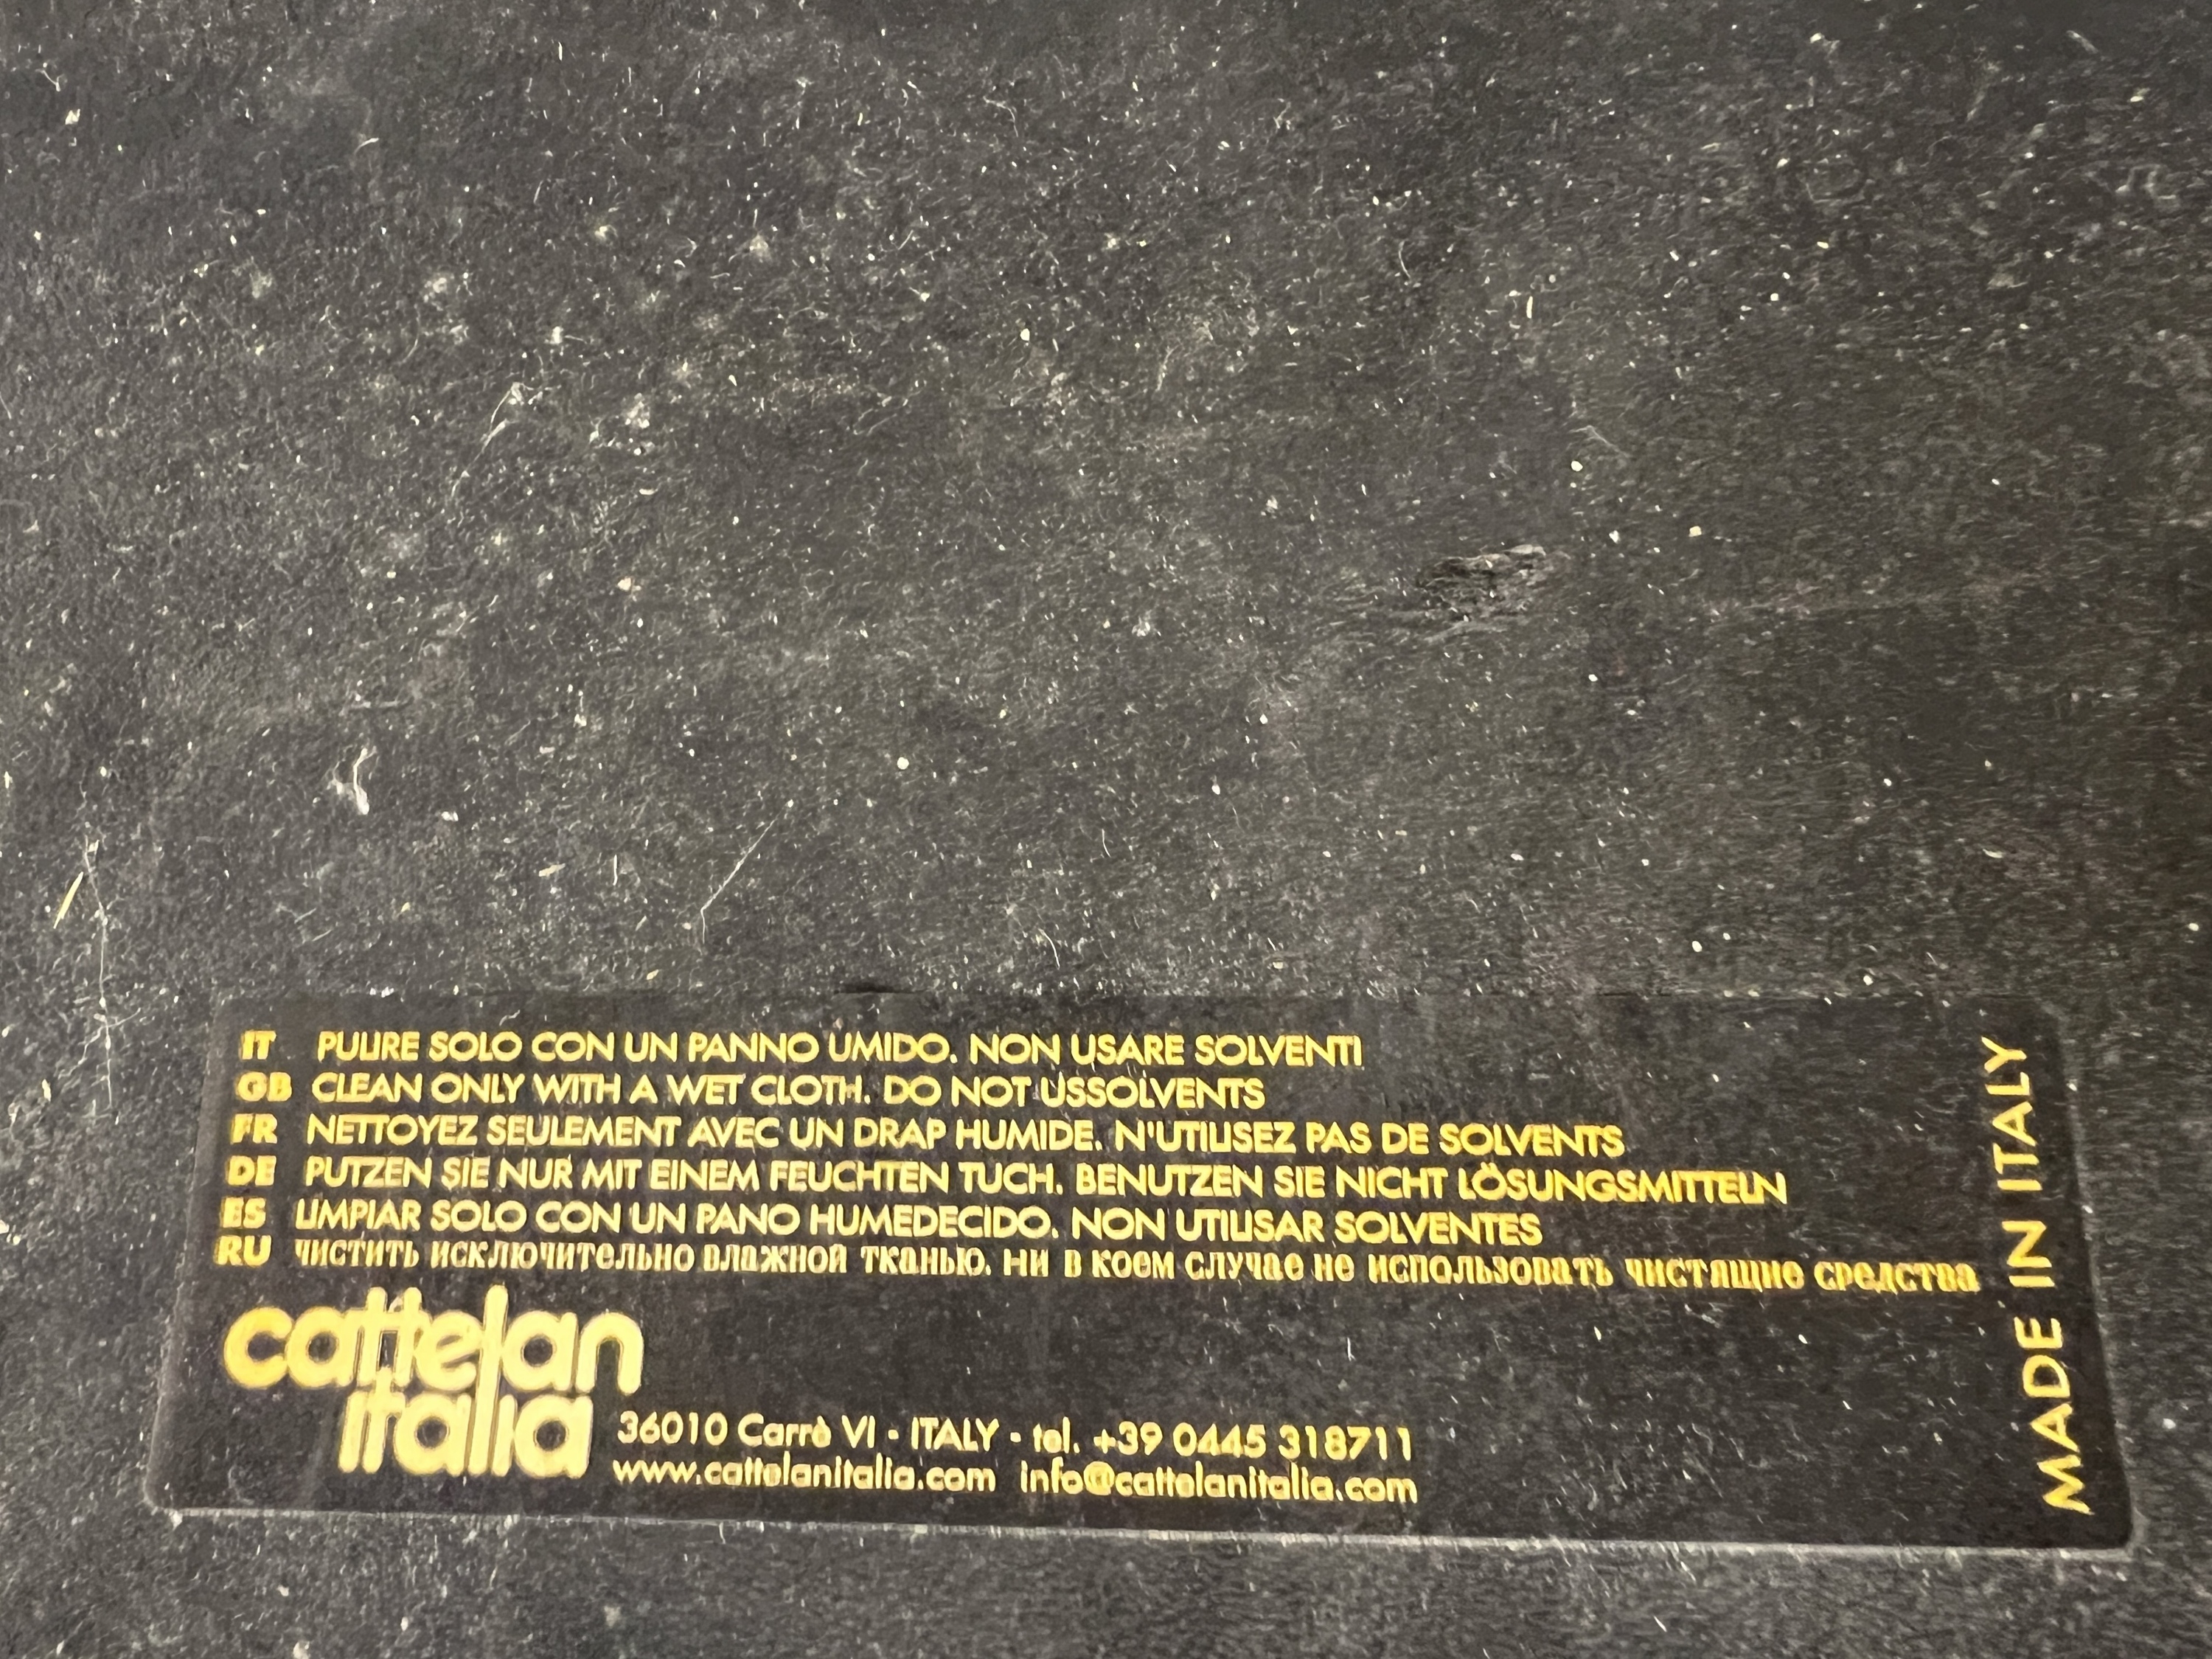 IT PULIRE SOLO CON UN PANNO UMIDO. NON USARE SOLVENTI
GB CLEAN ONLY WITH A WET CLOTH. DO NOT USSOLVENTS
FR NETTOYEZ SEULEMENT AVEC UN DRAP HUMIDE. N'UTILISEZ PAS DE SOLVENTS
DE PUTZEN SIE NUR MIT EINEM FEUCHTEN TUCH. BENUTZEN SIE NICHT LÖSUNGSMITTELN
ES LIMPIAR SOLO CON UN PANO HUMEDECIDO. NON UTILISAR SOLVENTES
RU чистить исключительно влажной тканью. ни в коем случае не использовать чистящие средства
cattelan
italia
36010 Carrè VI - ITALY - tel. +39 0445 318711
www.cattelanitalia.com info@cattelanitalia.com
MADE IN ITALY